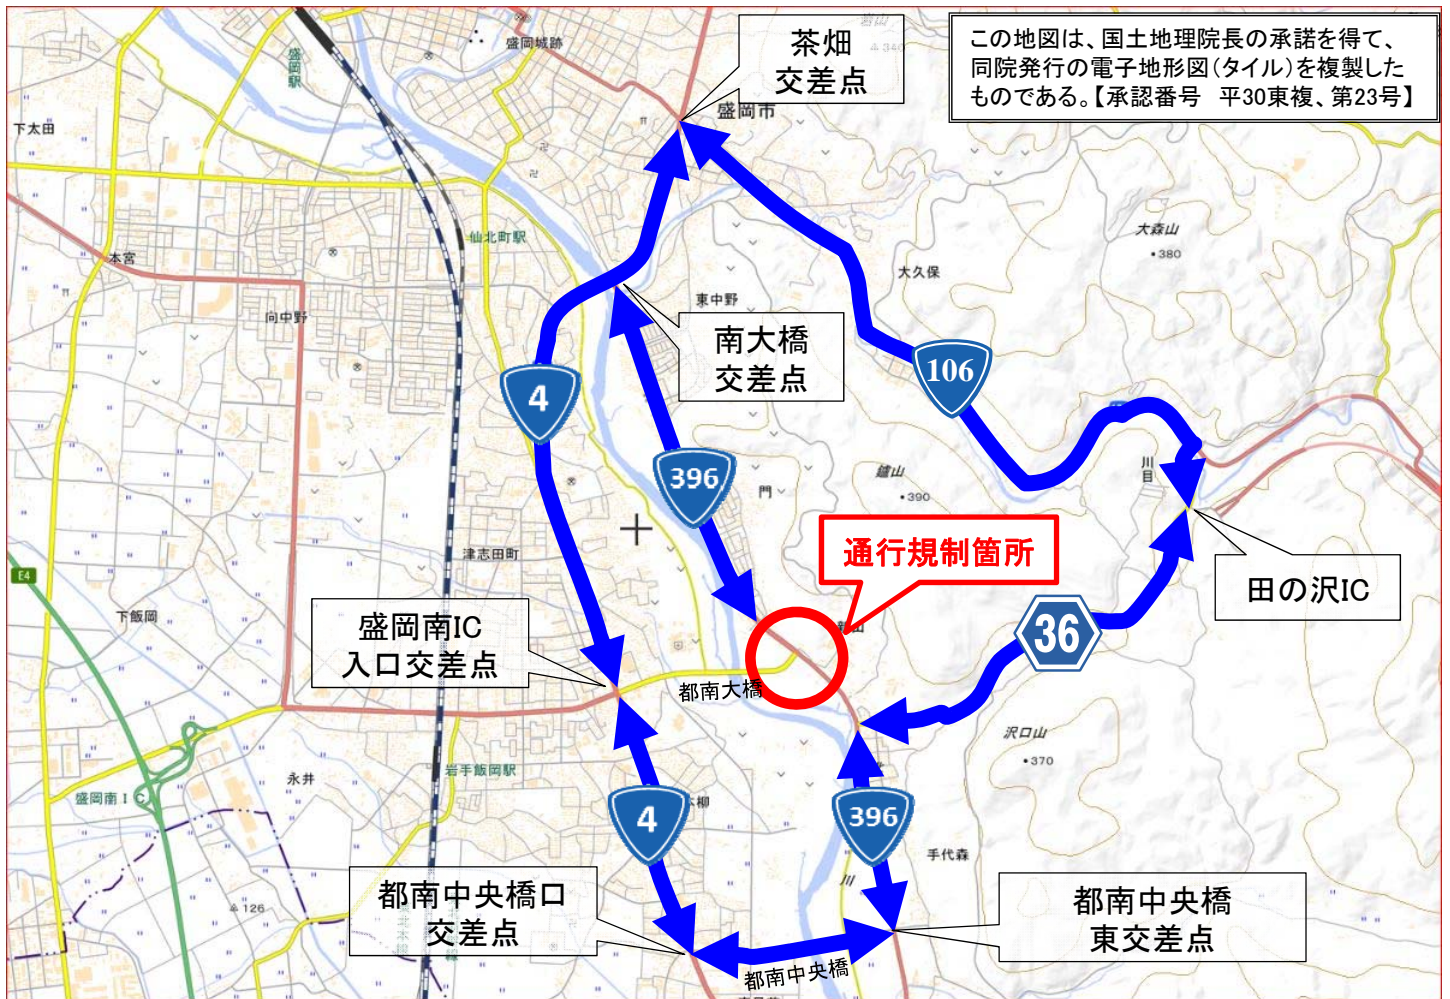 茶畑
交差点
この地図は、国土地理院長の承諾を得て、
同院発行の電子地形図(タイル)を複製した
ものである。【承認番号　平30東複、第23号】
盛岡駅
盛岡城跡
盛岡市
340
下太田
仙北町駅
本宮
向中野
東中野
大久保
大森山
380
南大橋
交差点
4
106
396
門
鑪山
390
川目
津志田町
通行規制箇所
田の沢IC
E4
下飯岡
盛岡南IC
入口交差点
都南大橋
36
沢口山
370
岩手飯岡駅
永井
盛岡南IC
4
396
手代森
126
川
都南中央橋口
交差点
都南中央橋
東交差点
都南中央橋